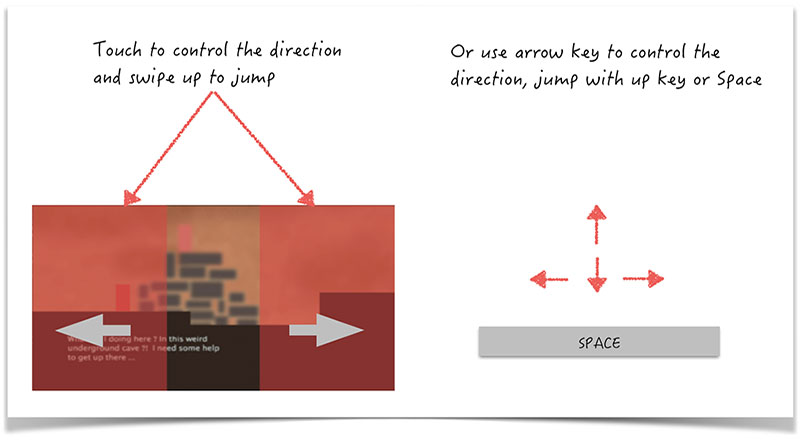 Touch to control the direction
and swipe up to jump
Or use arrow key to control the
direction, jump with up key or Space
I doing here ? In this weird
underground cave ?! I need some help
to get up there ...
SPACE